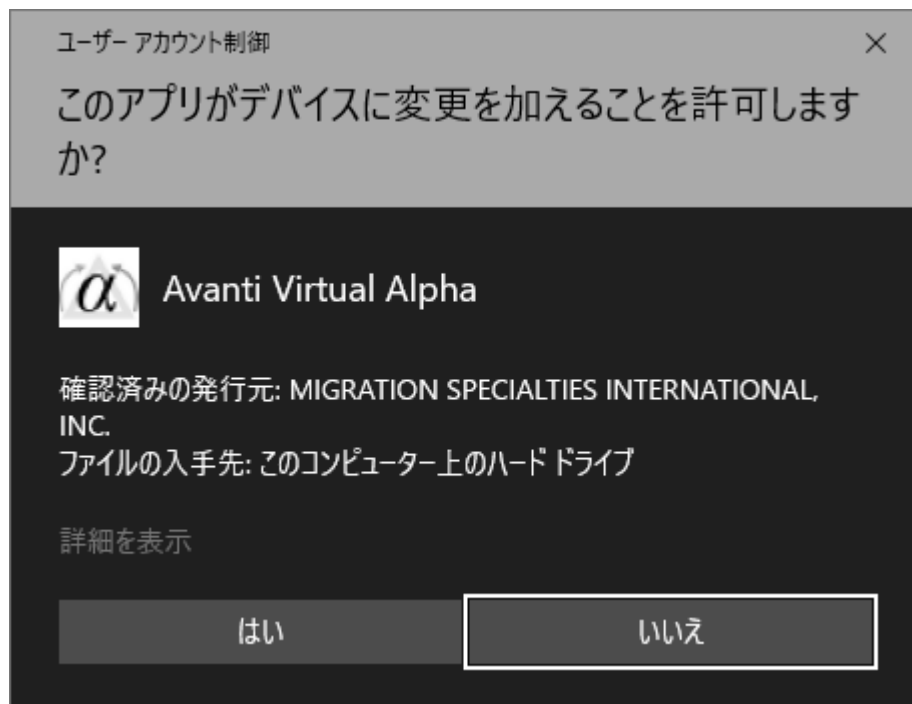 ユーザー アカウント制御
このアプリがデバイスに変更を加えることを許可します
か?
α
Avanti Virtual Alpha
確認済みの発行元: MIGRATION SPECIALTIES INTERNATIONAL,
INC.
ファイルの入手先: このコンピューター上のハード ドライブ
詳細を表示
はい
いいえ